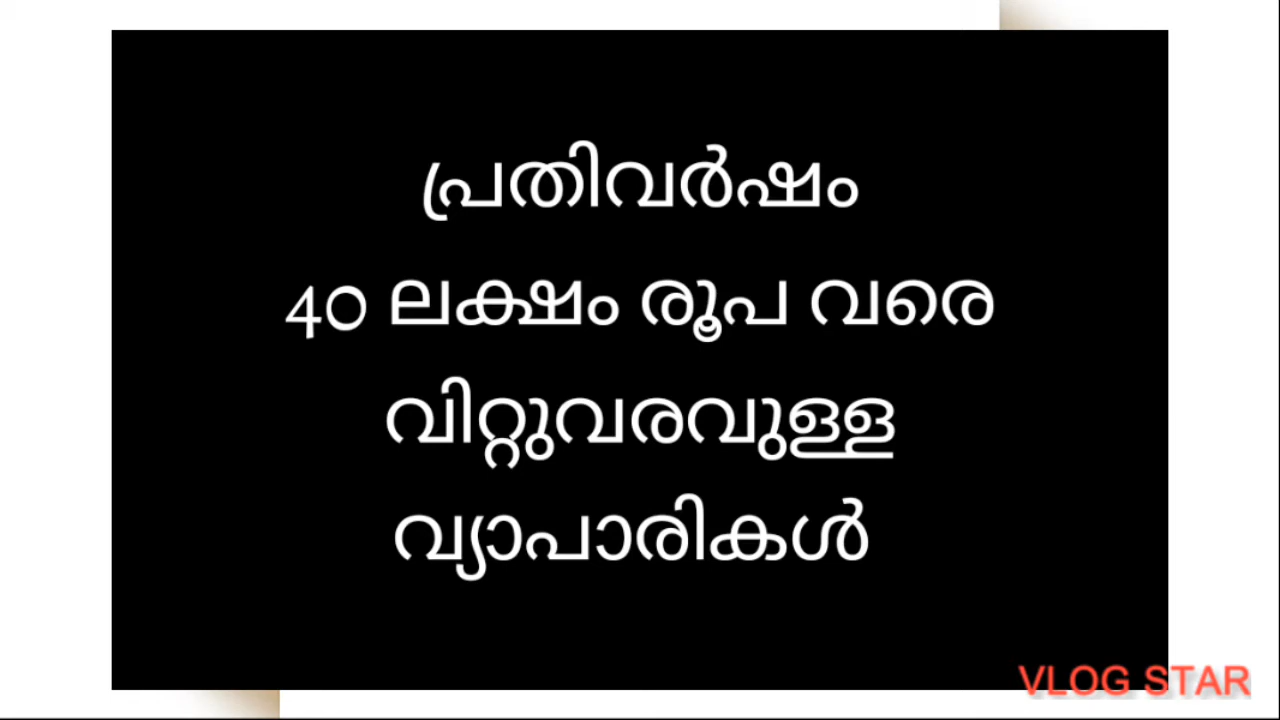 പ്രതിവർഷം
40 ലക്ഷം രൂപ വരെ
വിറ്റുവരവുള്ള
വ്യാപാരികൾ
VLOG STAR